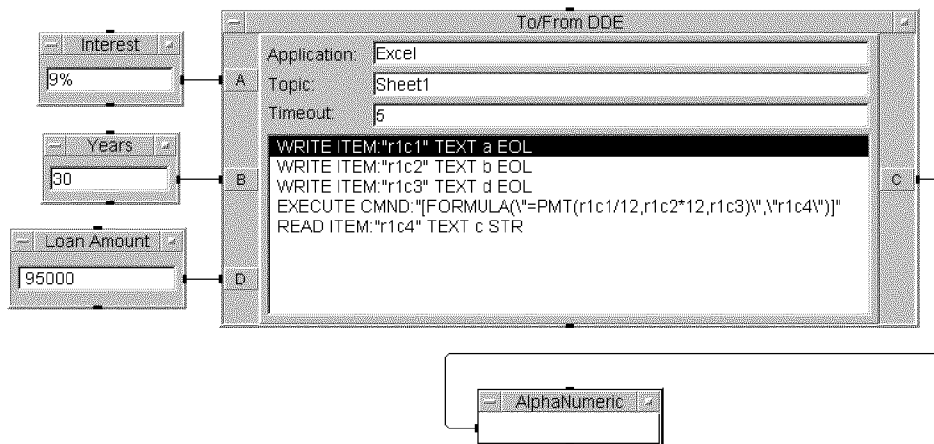 To/From DDE
Interest
9%
A
Application: Excel
Topic: Sheet1
Timeout: 5
Years
30
B
WRITE ITEM:"r1c1" TEXT a EOL
WRITE ITEM:"r1c2" TEXT b EOL
WRITE ITEM:"r1c3" TEXT d EOL
EXECUTE CMND:"[FORMULA(\"=PMT(r1c1/12,r1c2*12,r1c3)\",\"r1c4\")]"
READ ITEM:"r1c4" TEXT c STR
C
Loan Amount
95000
D
AlphaNumeric